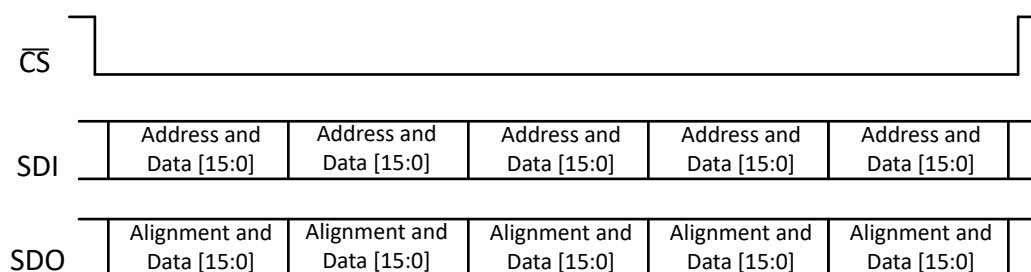 C̅S̅
SDI
Address and Address and Address and Address and Address and
Data [15:0] Data [15:0] Data [15:0] Data [15:0] Data [15:0]
SDO
Alignment and Alignment and Alignment and Alignment and Alignment and
Data [15:0] Data [15:0] Data [15:0] Data [15:0] Data [15:0]